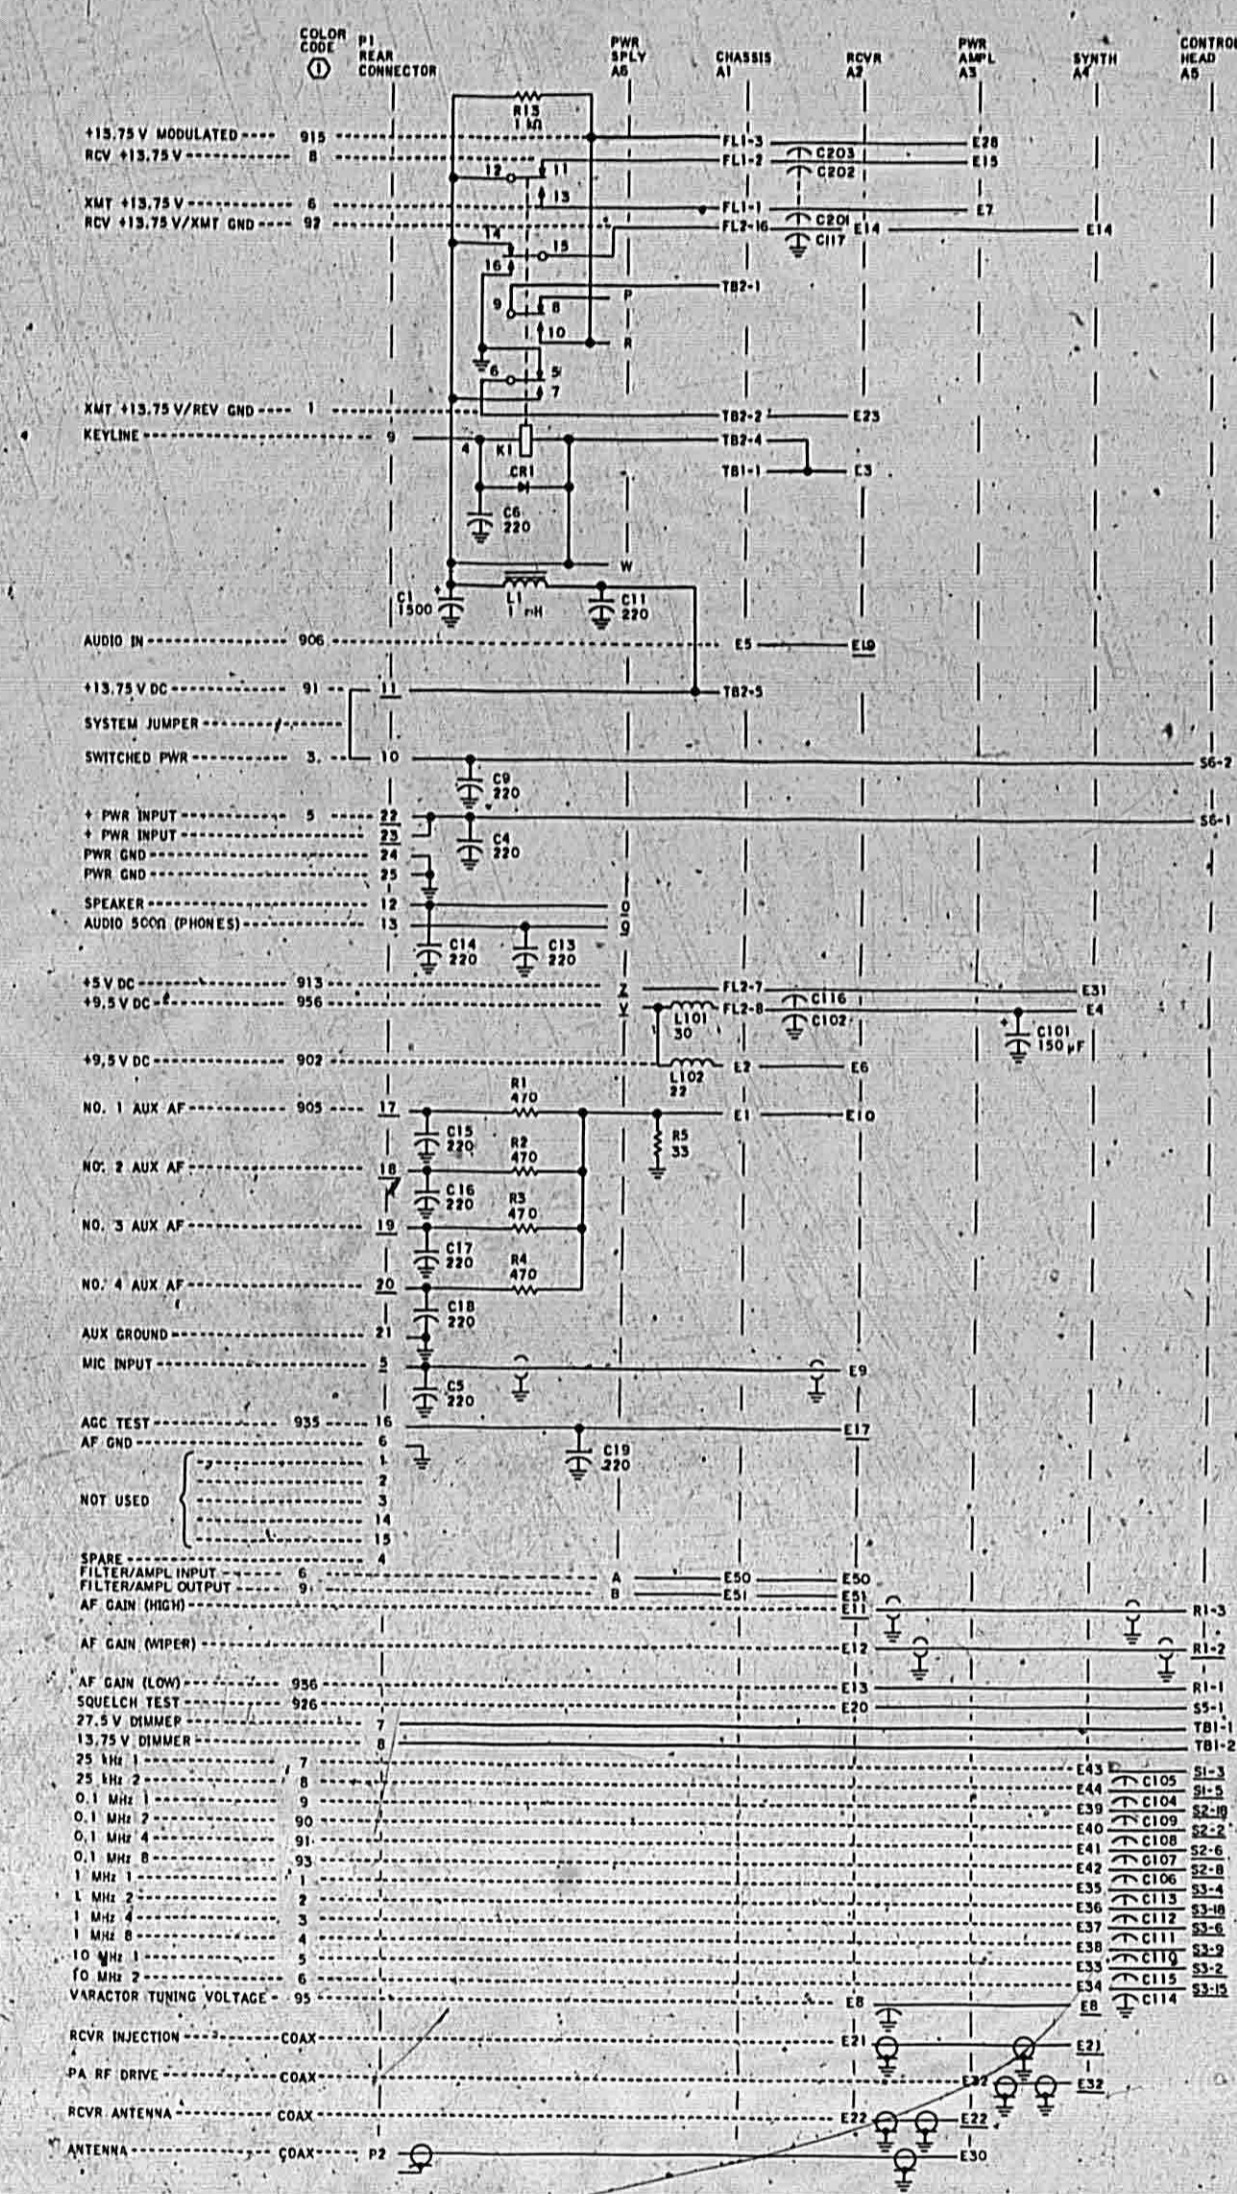 COLOR CODE ① P1 REAR CONNECTOR PWR SPLY A6 CHASSIS A1 RCVR A2 PWR AMPL A3 SYNTH A4 CONTROL HEAD A5
R13
1 kΩ
+13.75 V MODULATED 915 FL1-3 E28
RCV +13.75 V 8 11 FL1-2 C203 E15
12 C202
13
XMT +13.75 V 6 FL1-1 E7
C201
RCV +13.75 V/XMT GND 92 FL2-16 E14 E14
14 15 C117
16
TB2-1
9 8 P
10 R
6 5
7
XMT +13.75 V/REV GND 1 TB2-2 E23
KEYLINE 9 4 K1 TB2-4
CR1 TB1-1 E3
C6
220
W
C1 1500 L1 C11
220
AUDIO IN 906 E5 E19
+13.75 V DC 91 11 TB2-5
SYSTEM JUMPER
SWITCHED PWR 3. 10 S6-2
C9
220
+ PWR INPUT 5 22 S6-1
+ PWR INPUT 23 C4
220
PWR GND 24
PWR GND 25
SPEAKER 12
AUDIO 500Ω (PHONES) 13
C14 C13
220 220
+5 V DC 913 Z FL2-7 C116 E31
+9.5 V DC 956 L101 FL2-8 C102 E4
30 C101
150 µF
+9.5 V DC 902 E2 E6
L102
22
R1
470
NO. 1 AUX AF 905 17 E1 E10
C15 R2 R5
220 470 33
NO. 2 AUX AF 18
C16 R3
220 470
NO. 3 AUX AF 19
C17 R4
220 470
NO. 4 AUX AF 20
C18
220
AUX GROUND 21
MIC INPUT 5 E9
C5
220
AGC TEST 935 16 E17
AF GND 6 C19
220
1
2
NOT USED 3
14
15
SPARE 4
FILTER/AMPL INPUT 6 A E50 E50
FILTER/AMPL OUTPUT 9 B E51 E51
AF GAIN (HIGH) E11 R1-3
AF GAIN (WIPER) E12 R1-2
AF GAIN (LOW) 936 E13 R1-1
SQUELCH TEST 926 E20 S5-1
27.5 V DIMMER 7 TB1-1
13.75 V DIMMER 8 TB1-2
25 kHz 1 7 E43 C105 S1-3
25 kHz 2 8 E44 C104 S1-5
0.1 MHz 1 9 E39 C109 S2-18
0.1 MHz 2 90 E40 C108 S2-2
0.1 MHz 4 91 E41 C107 S2-6
0.1 MHz 8 93 E42 C106 S2-8
1 MHz 1 1 E35 C113 S3-4
1 MHz 2 2 E36 C112 S3-18
1 MHz 4 3 E37 C111 S3-6
1 MHz 8 4 E38 C110 S3-9
10 MHz 1 5 E33 C115 S3-2
10 MHz 2 6 E34 C114 S3-15
VARACTOR TUNING VOLTAGE 95 E8 E8
RCVR INJECTION COAX E21 E21
PA RF DRIVE COAX E32 E32
RCVR ANTENNA COAX E22 E22
ANTENNA COAX P2 E30